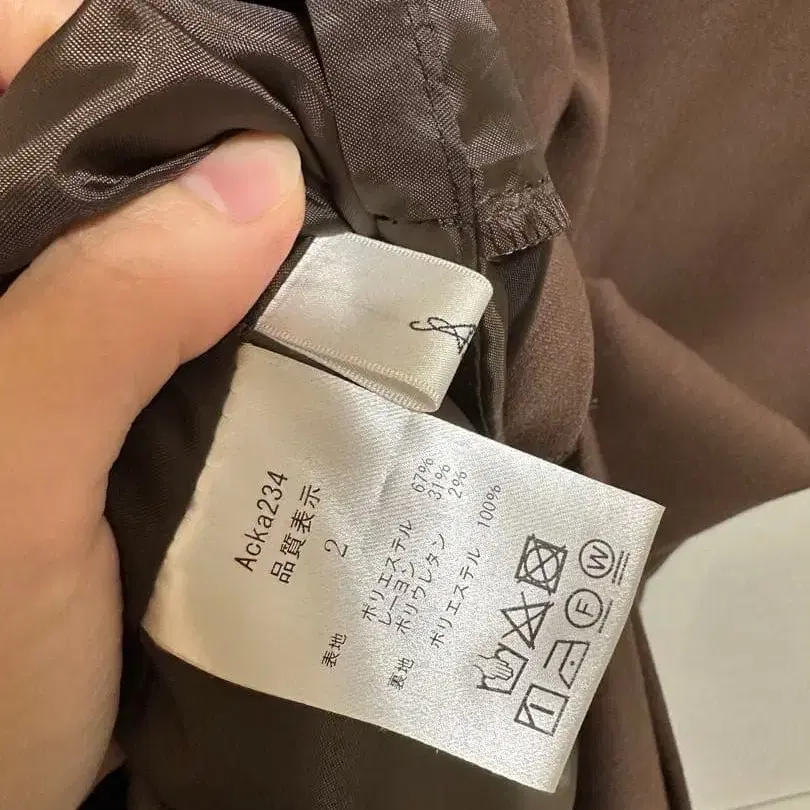 Acka234
品質表示
2
表地 ポリエステル 67%
レーヨン 31%
ポリウレタン 2%
裏地 ポリエステル 100%
F W